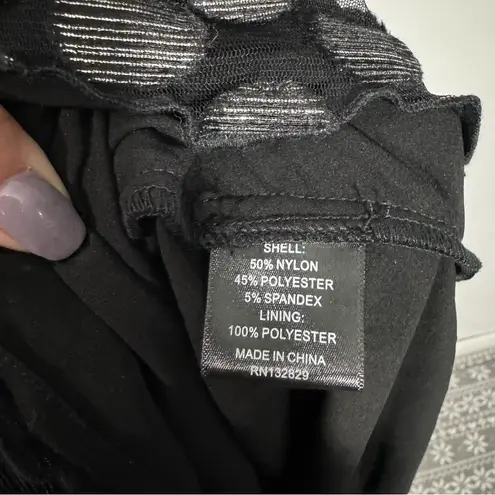 SHELL:
50% NYLON
45% POLYESTER
5% SPANDEX
LINING:
100% POLYESTER
MADE IN CHINA
RN132829